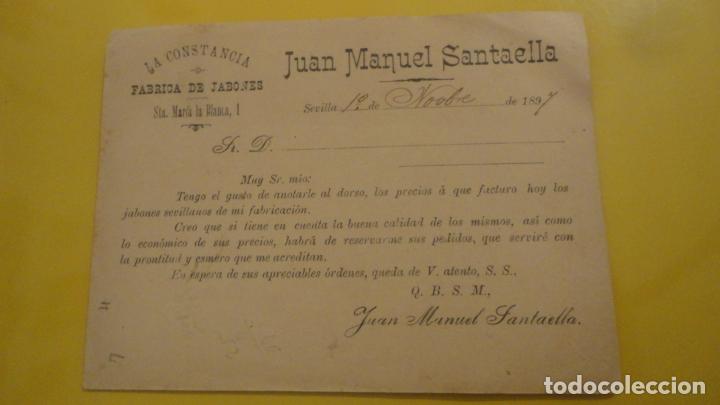 LA CONSTANCIA
FABRICA DE JABONES
Sta. María la Blanca, 1
Juan Manuel Santaella
Sevilla 1º de Novbre de 1897
Sr. D.
Muy Sr. mio:
Tengo el gusto de anotarle al dorso, los precios á que facturo hoy los
jabones sevillanos de mi fabricación.
Creo que si tiene en cuenta la buena calidad de los mismos, así como
lo económico de sus precios, habrá de reservarme sus pedidos, que serviré con
la prontitud y esmero que me acreditan.
En espera de sus apreciables órdenes, queda de V. atento, S. S.,
Q. B. S. M.,
Juan Manuel Santaella.
todocoleccion
todocoleccion.net